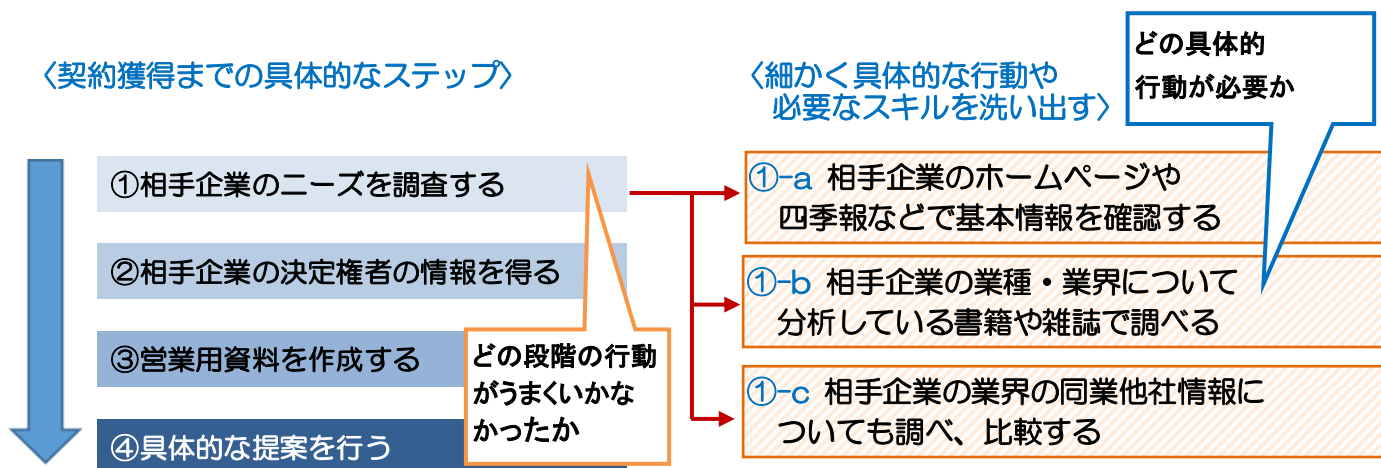 〈契約獲得までの具体的なステップ〉
①相手企業のニーズを調査する
②相手企業の決定権者の情報を得る
③営業用資料を作成する
④具体的な提案を行う
どの段階の行動
がうまくいかな
かったか
〈細かく具体的な行動や
必要なスキルを洗い出す〉
どの具体的
行動が必要か
①-a 相手企業のホームページや
四季報などで基本情報を確認する
①-b 相手企業の業種・業界について
分析している書籍や雑誌で調べる
①-c 相手企業の業界の同業他社情報に
ついても調べ、比較する